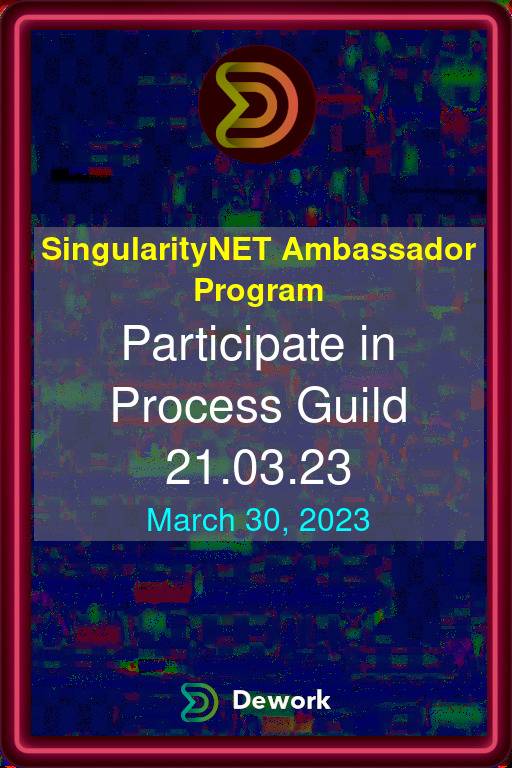 SingularityNET Ambassador
Program
Participate in
Process Guild
21.03.23
March 30, 2023
Dework